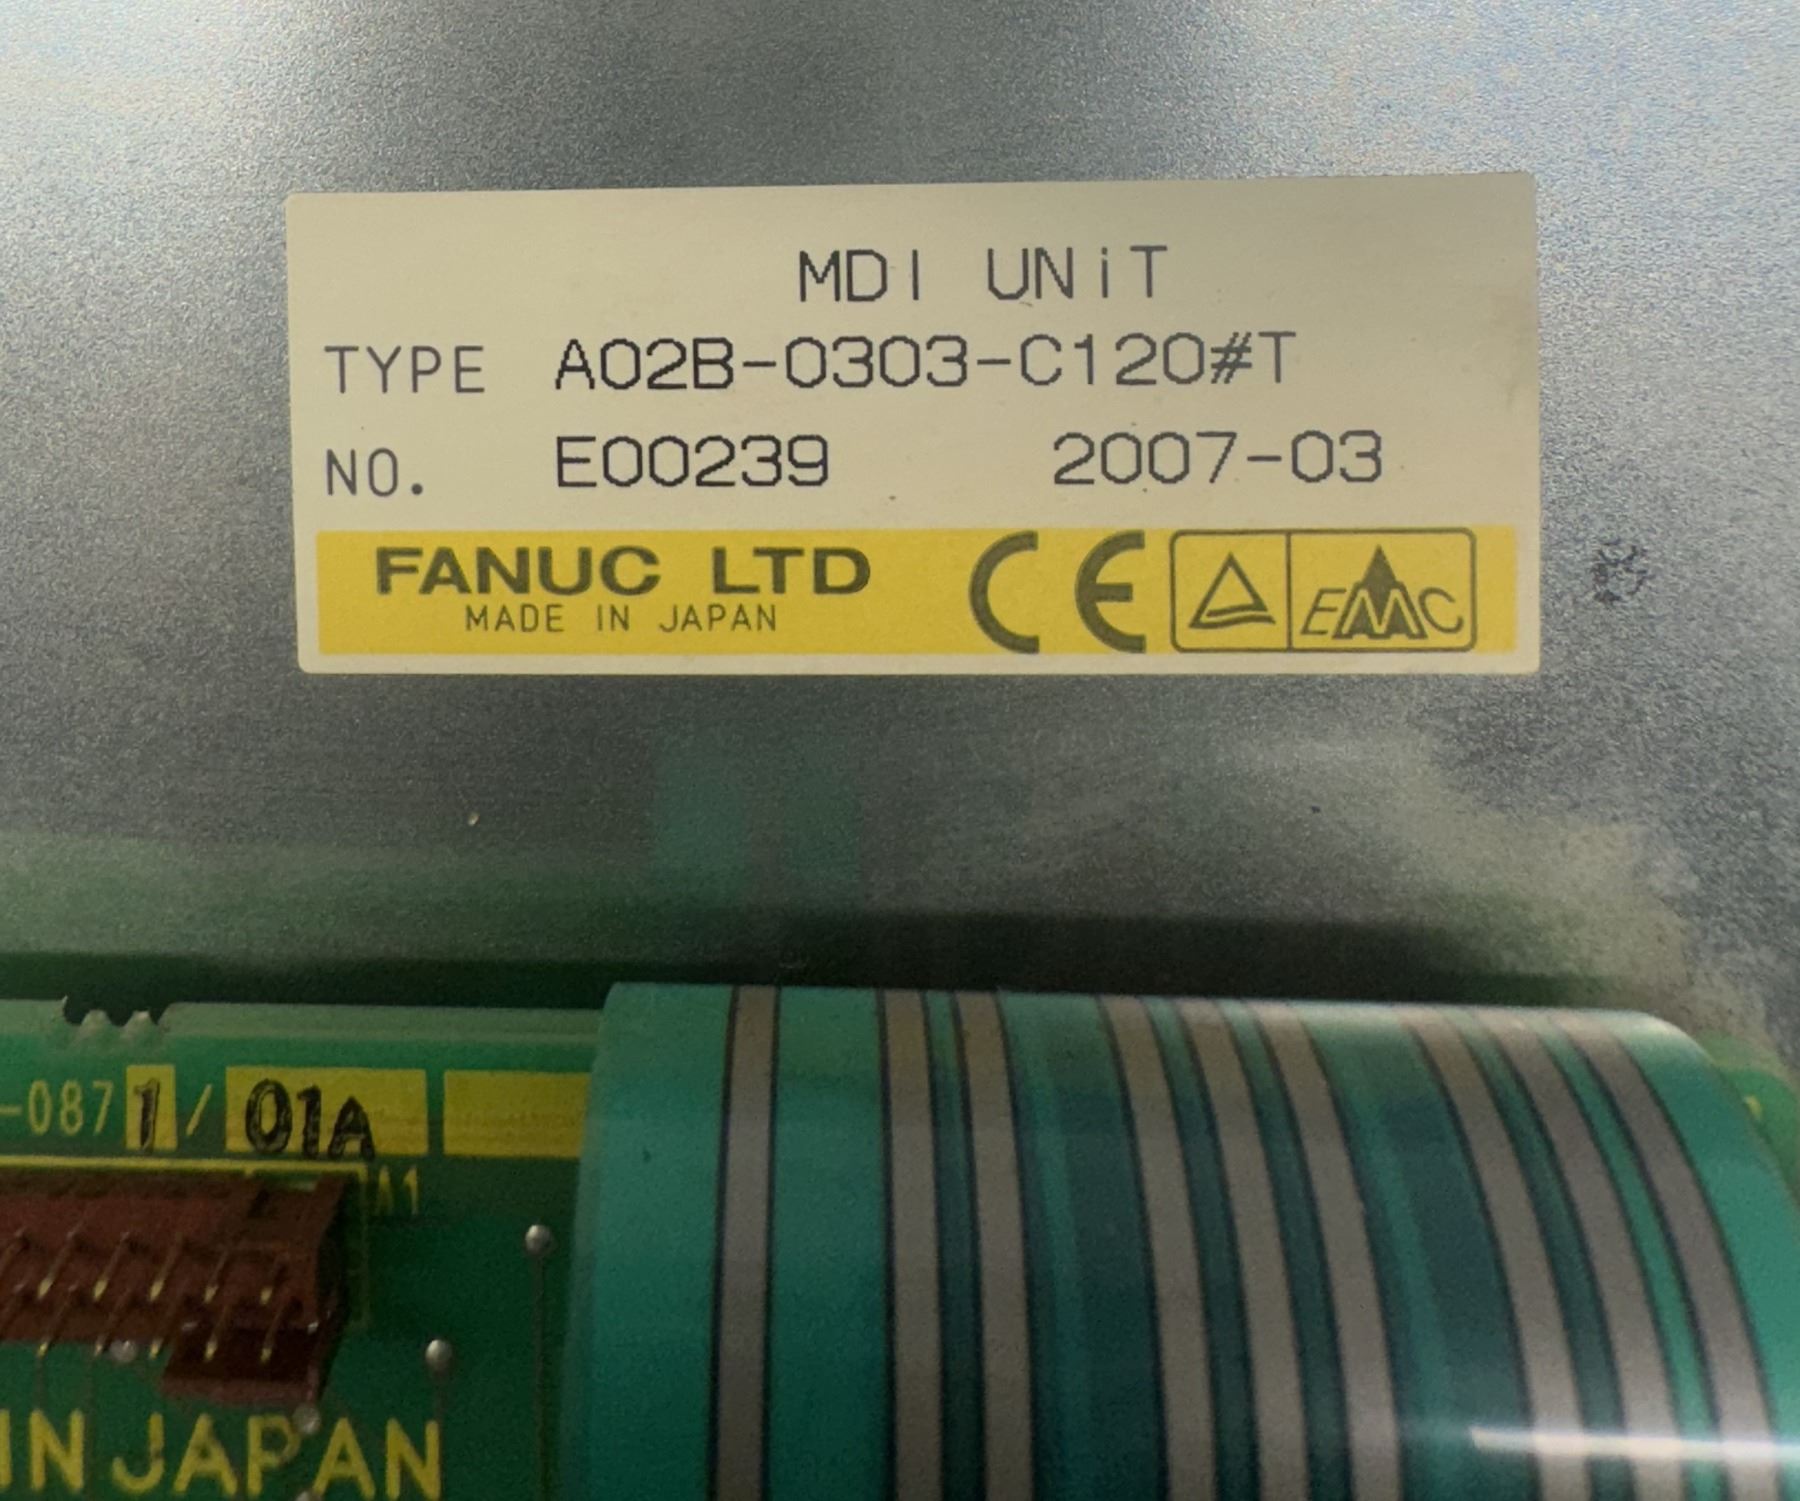 MDI UNiT
TYPE A02B-0303-C120#T
NO. E00239 2007-03
FANUC LTD
MADE IN JAPAN
CE
EMC
-0871/01A
A1
IN JAPAN